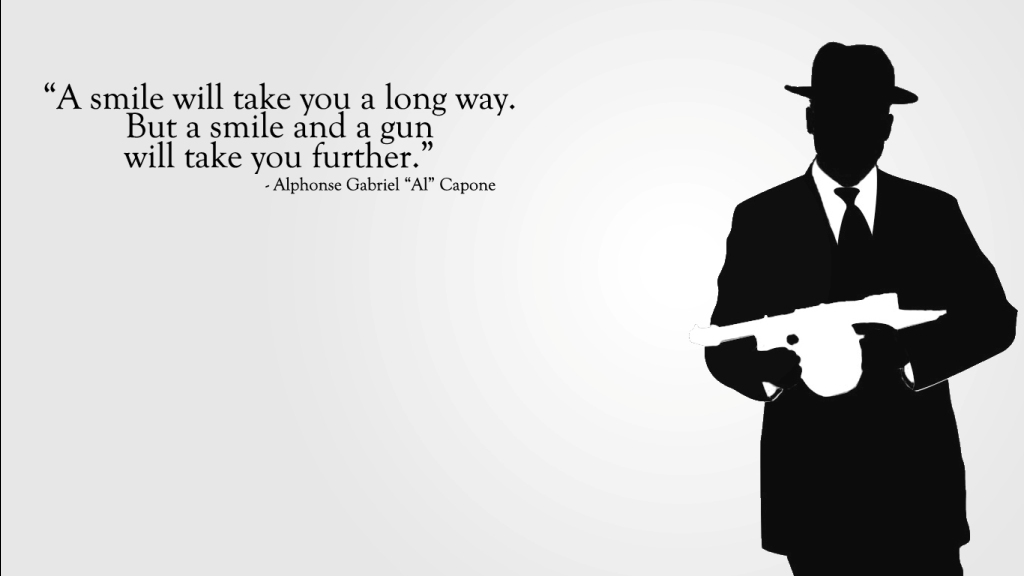 “A smile will take you a long way.
But a smile and a gun
will take you further.”
- Alphonse Gabriel “Al” Capone